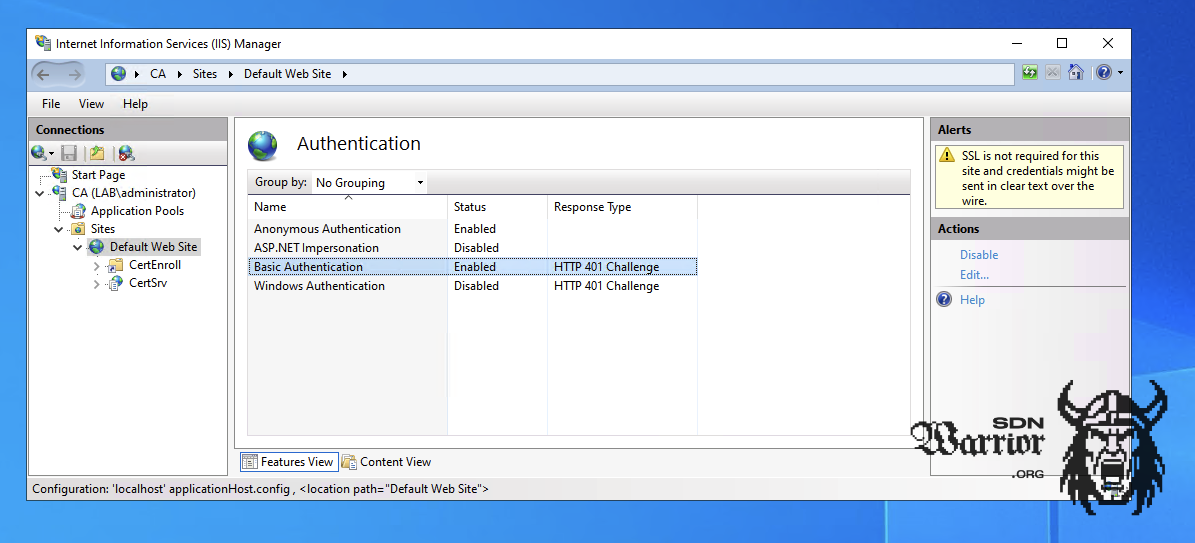 Internet Information Services (IIS) Manager
CA
Sites
Default Web Site
File
View
Help
Connections
Start Page
CA (LAB\administrator)
Application Pools
Sites
Default Web Site
CertEnroll
CertSrv
Authentication
Group by:
No Grouping
Name
Status
Response Type
Anonymous Authentication
Enabled
ASP.NET Impersonation
Disabled
Basic Authentication
Enabled
HTTP 401 Challenge
Windows Authentication
Disabled
HTTP 401 Challenge
Features View
Content View
Alerts
SSL is not required for this
site and credentials might be
sent in clear text over the
wire.
Actions
Disable
Edit...
Help
Configuration: 'localhost' applicationHost.config , <location path="Default Web Site">
SDN
Warrior
.ORG